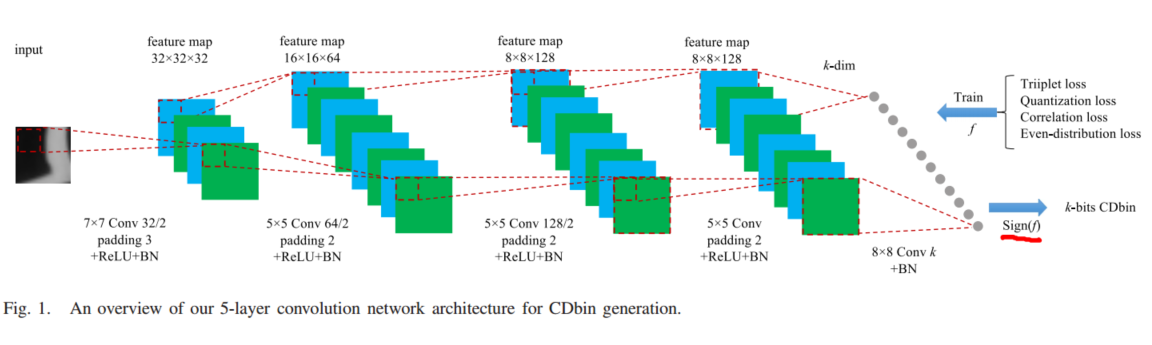 input
feature map
32×32×32
feature map
16×16×64
feature map
8×8×128
feature map
8×8×128
k-dim
Train
f
Triiplet loss
Quantization loss
Correlation loss
Even-distribution loss
7×7 Conv 32/2
padding 3
+ReLU+BN
5×5 Conv 64/2
padding 2
+ReLU+BN
5×5 Conv 128/2
padding 2
+ReLU+BN
5×5 Conv
padding 2
+ReLU+BN
8×8 Conv k
+BN
Sign(f)
k-bits CDbin
Fig. 1. An overview of our 5-layer convolution network architecture for CDbin generation.